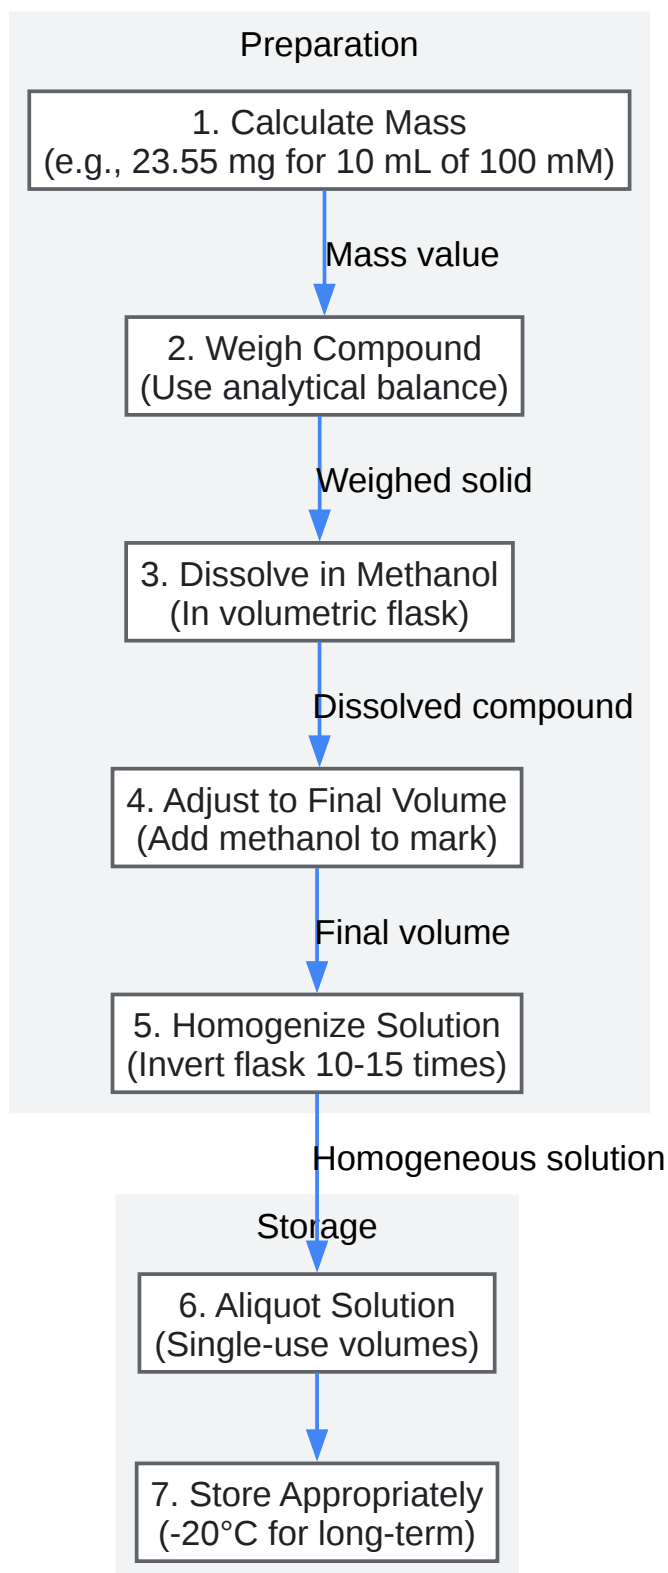 Preparation
1. Calculate Mass
(e.g., 23.55 mg for 10 mL of 100 mM)
Mass value
2. Weigh Compound
(Use analytical balance)
Weighed solid
3. Dissolve in Methanol
(In volumetric flask)
Dissolved compound
4. Adjust to Final Volume
(Add methanol to mark)
Final volume
5. Homogenize Solution
(Invert flask 10-15 times)
Homogeneous solution
Storage
6. Aliquot Solution
(Single-use volumes)
7. Store Appropriately
(-20°C for long-term)